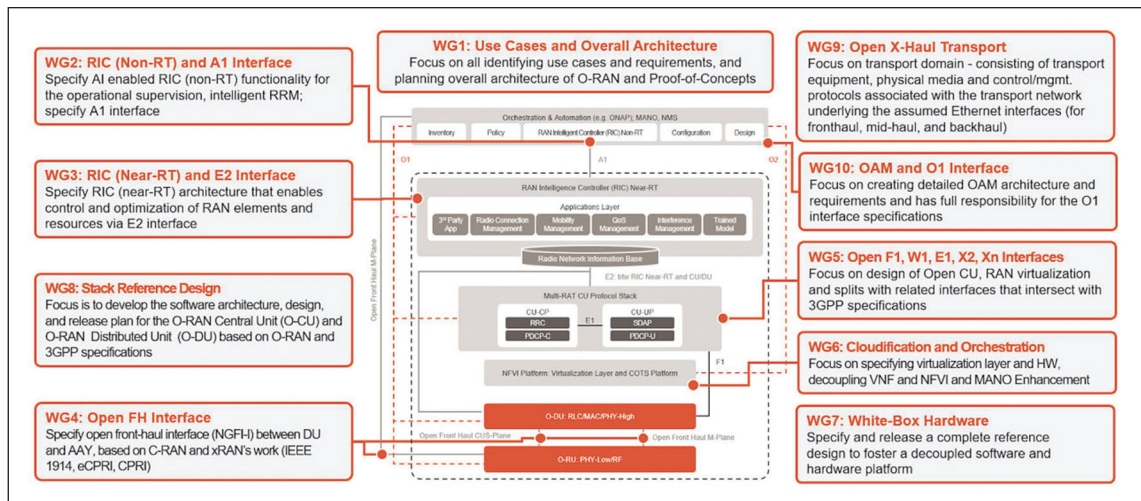 WG1: Use Cases and Overall Architecture
Focus on all identifying use cases and requirements, and
planning overall architecture of O-RAN and Proof-of-Concepts
WG2: RIC (Non-RT) and A1 Interface
Specify AI enabled RIC (non-RT) functionality for
the operational supervision, intelligent RRM;
specify A1 interface
WG3: RIC (Near-RT) and E2 Interface
Specify RIC (near-RT) architecture that enables
control and optimization of RAN elements and
resources via E2 interface
WG8: Stack Reference Design
Focus is to develop the software architecture, design,
and release plan for the O-RAN Central Unit (O-CU) and
O-RAN Distributed Unit (O-DU) based on O-RAN and
3GPP specifications
WG4: Open FH Interface
Specify open front-haul interface (NGFI-I) between DU
and AAY, based on C-RAN and xRAN's work (IEEE
1914, eCPRI, CPRI)
Orchestration & Automation (e.g. ONAP); MANO, NMS
Inventory
Policy
RAN Intelligent Controller (RIC) Non-RT
Configuration
Design
O1
A1
O2
RAN Intelligence Controller (RIC) Near-RT
Applications Layer
3rd Party
App
Radio Connection
Management
Mobility
Management
QoS
Management
Interference
Management
Trained
Model
Radio Network Information Base
Open Front Haul M-Plane
E2: btw RIC Near-RT and CU/DU
Multi-RAT CU Protocol Stack
CU-CP
RRC
PDCP-C
E1
CU-UP
SDAP
PDCP-U
F1
NFVI Platform: Virtualization Layer and COTS Platform
O-DU: RLC/MAC/PHY-High
Open Front Haul CUS-Plane
Open Front Haul M-Plane
O-RU: PHY-Low/RF
WG9: Open X-Haul Transport
Focus on transport domain - consisting of transport
equipment, physical media and control/mgmt.
protocols associated with the transport network
underlying the assumed Ethernet interfaces (for
fronthaul, mid-haul, and backhaul)
WG10: OAM and O1 Interface
Focus on creating detailed OAM architecture and
requirements and has full responsibility for the O1
interface specifications
WG5: Open F1, W1, E1, X2, Xn Interfaces
Focus on design of Open CU, RAN virtualization
and splits with related interfaces that intersect with
3GPP specifications
WG6: Cloudification and Orchestration
Focus on specifying virtualization layer and HW,
decoupling VNF and NFVI and MANO Enhancement
WG7: White-Box Hardware
Specify and release a complete reference
design to foster a decoupled software and
hardware platform